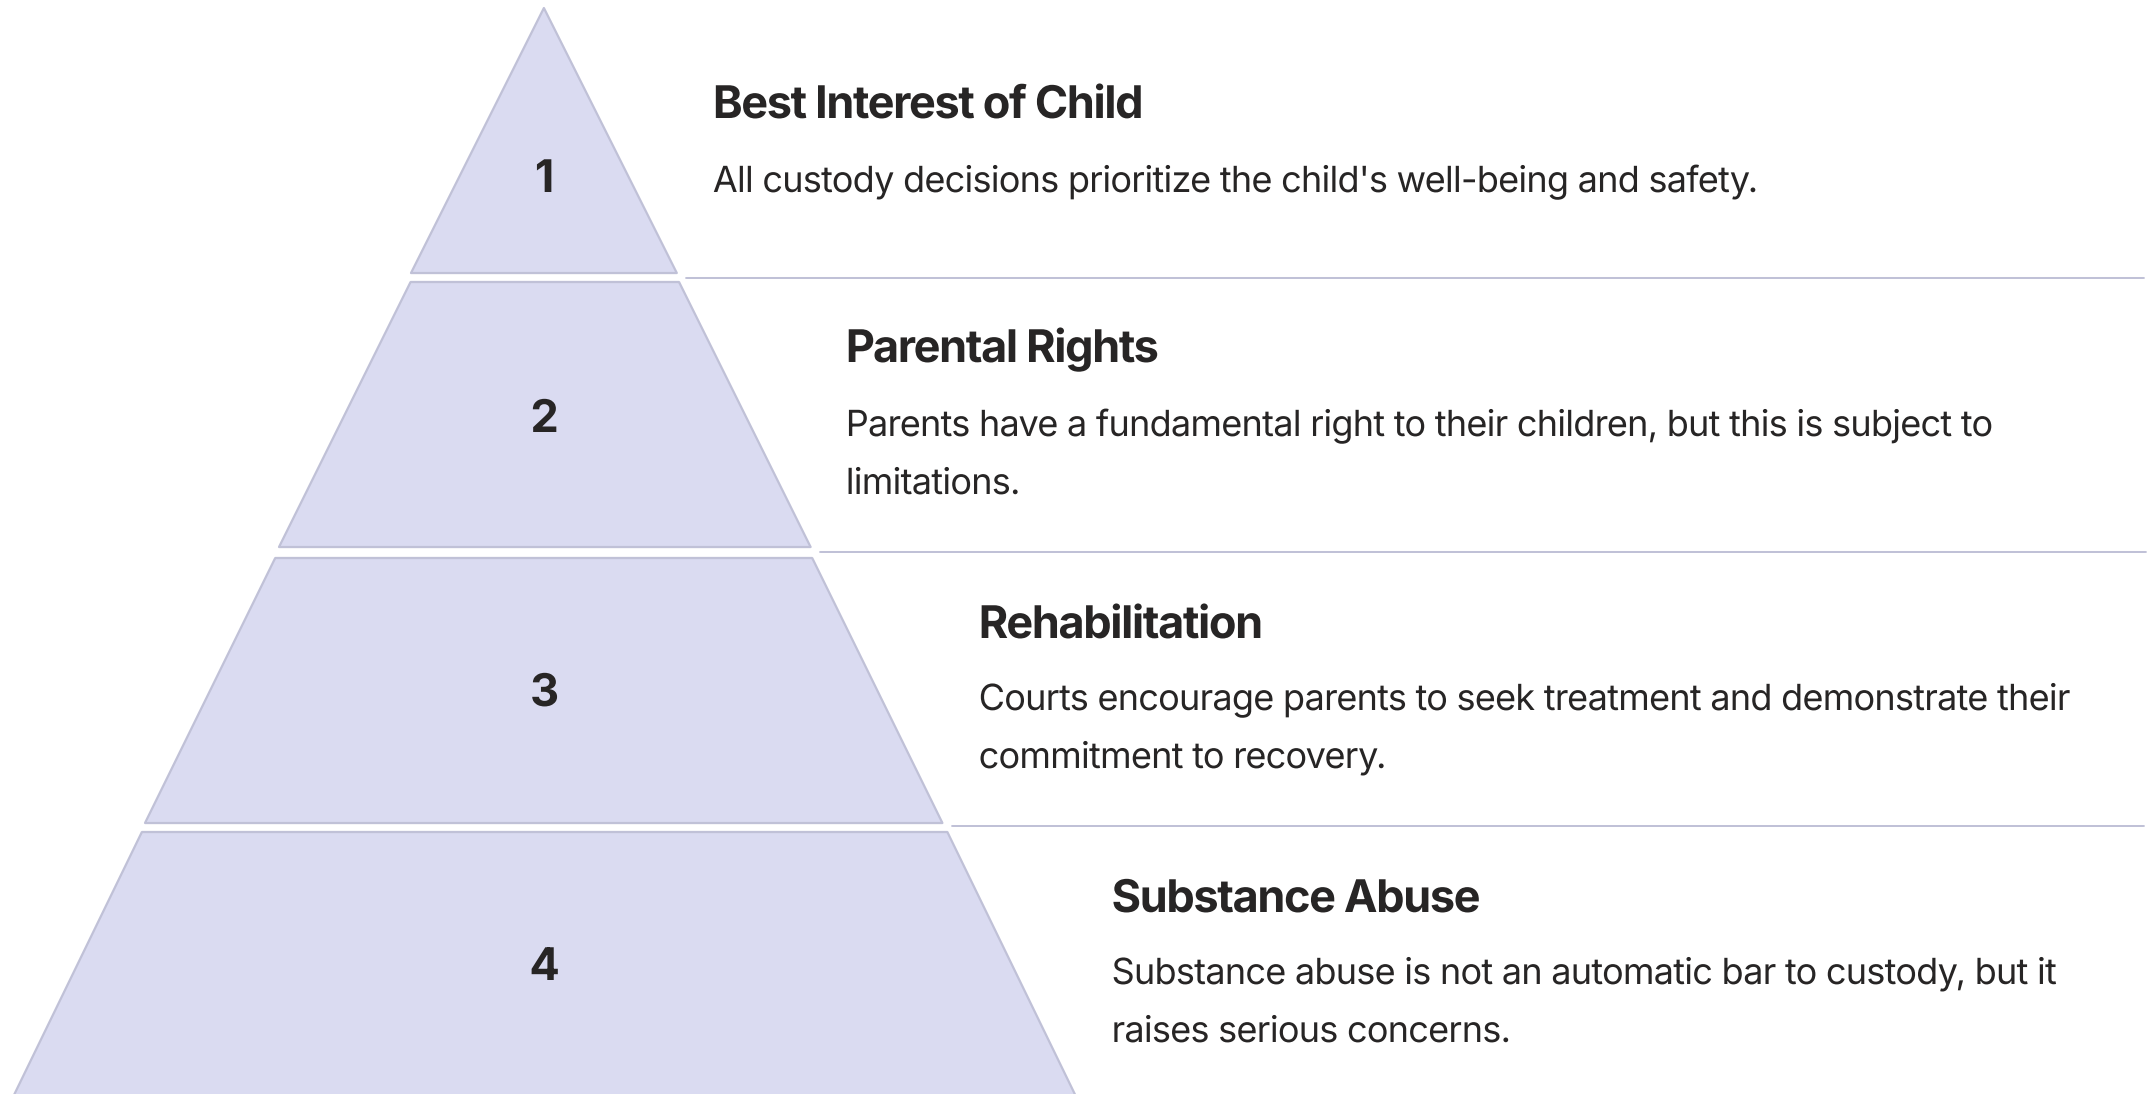 Best Interest of Child
1
All custody decisions prioritize the child's well-being and safety.
Parental Rights
2
Parents have a fundamental right to their children, but this is subject to
limitations.
Rehabilitation
3
Courts encourage parents to seek treatment and demonstrate their
commitment to recovery.
Substance Abuse
4
Substance abuse is not an automatic bar to custody, but it
raises serious concerns.